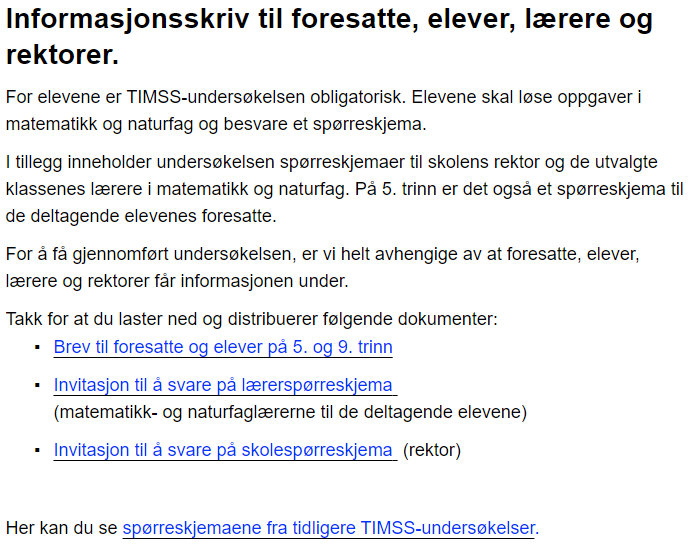 Informasjonsskriv til foresatte, elever, lærere og
rektorer.
For elevene er TIMSS-undersøkelsen obligatorisk. Elevene skal løse oppgaver i
matematikk og naturfag og besvare et spørreskjema.
I tillegg inneholder undersøkelsen spørreskjemaer til skolens rektor og de utvalgte
klassenes lærere i matematikk og naturfag. På 5. trinn er det også et spørreskjema til
de deltagende elevenes foresatte.
For å få gjennomført undersøkelsen, er vi helt avhengige av at foresatte, elever,
lærere og rektorer får informasjonen under.
Takk for at du laster ned og distribuerer følgende dokumenter:
▪ Brev til foresatte og elever på 5. og 9. trinn
▪ Invitasjon til å svare på lærerspørreskjema
(matematikk- og naturfaglærerne til de deltagende elevene)
▪ Invitasjon til å svare på skolespørreskjema (rektor)
Her kan du se spørreskjemaene fra tidligere TIMSS-undersøkelser.